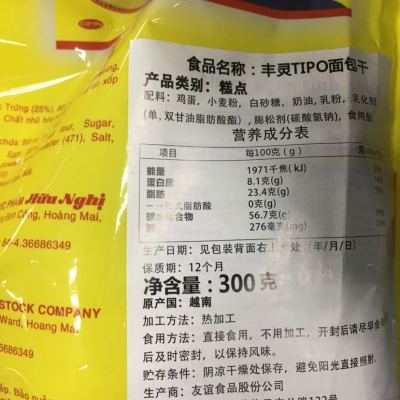 食品名称：丰灵TIPO面包干
产品类别：糕点
配料：鸡蛋，小麦粉，白砂糖，奶油，乳粉，乳化剂
(单，双甘油脂肪酸酯)，膨松剂(碳酸氢钠)，食用盐
营养成分表
项目 每100克(g)
能量 1971千焦(kJ)
蛋白质 8.1克(g)
脂肪 23.4克(g)
脂肪酸 0克(g)
碳水化合物 56.7克(g)
276毫克(mg)
生产日期：见包装背面右 处（年/月/日）
保质期：12个月
净含量：300克
原产国：越南
加工方法：热加工
食用方法：直接食用，不用加工，开封后请尽早食用
后及时密封，以保持风味。
贮存条件：阴凉干燥处保存，避免阳光直接照射.
生产商：友谊食品股份公司
Chất
xốp
Trứng (25%),
Chất nhũ
Sugar,
(471), Salt,
PHẨM Hữu Nghị
Công, Hoàng Mai,
84-4.36686349
STOCK COMPANY
Ward, Hoang Mai,
36686349